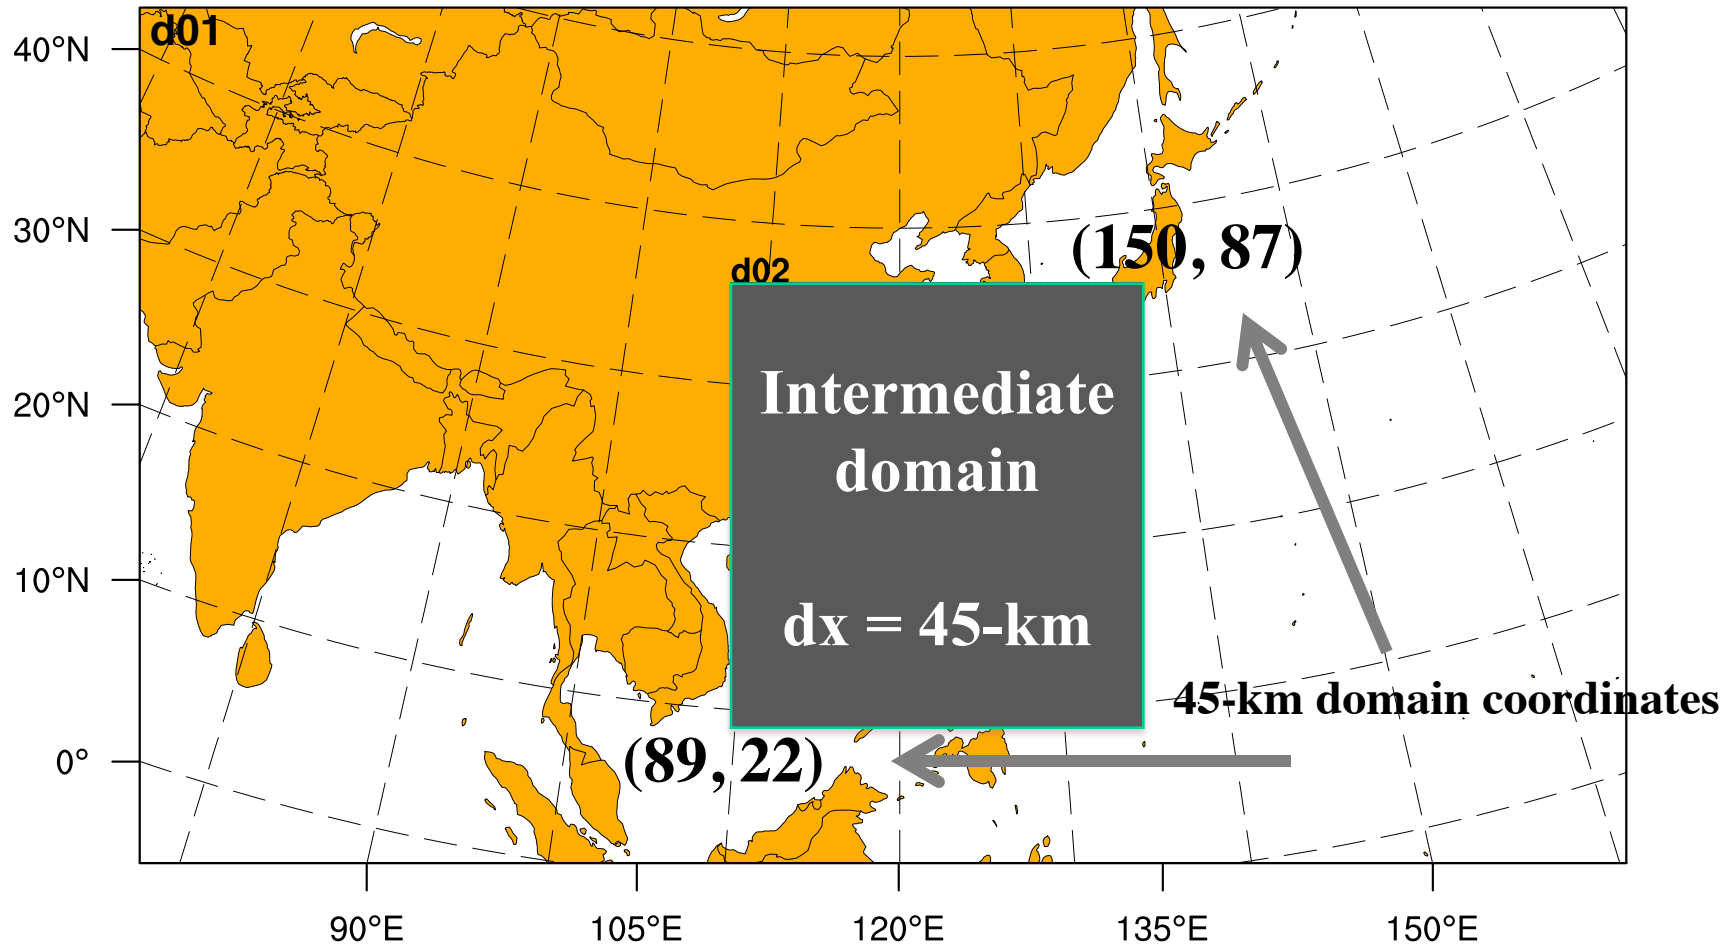 d01
40°N
30°N
20°N
10°N
0°
(150, 87)
d02
Intermediate
domain
dx = 45-km
45-km domain coordinates
(89, 22)
90°E
105°E
120°E
135°E
150°E